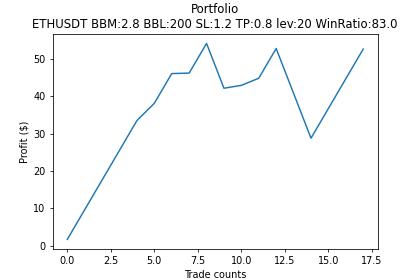 Portfolio
ETHUSDT BBM:2.8 BBL:200 SL:1.2 TP:0.8 lev:20 WinRatio:83.0
50
40
30
20
10
0
Profit ($)
0.0 2.5 5.0 7.5 10.0 12.5 15.0 17.5
Trade counts